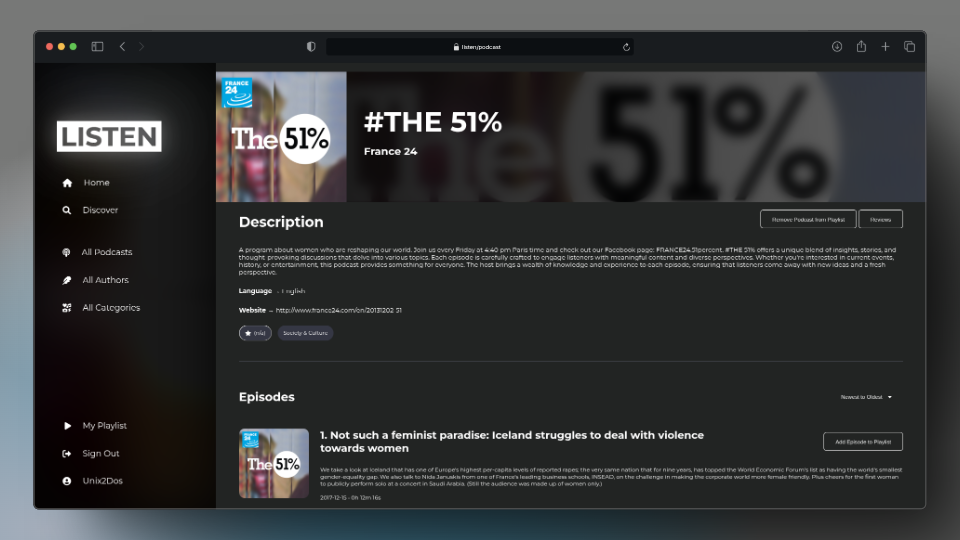 listen/podcast
LISTEN
Home
Discover
All Podcasts
All Authors
All Categories
My Playlist
Sign Out
Unix2Dos
FRANCE
24
The 51%
#THE 51%
France 24
The 51%
Description
Remove Podcast from Playlist
Reviews
A program about women who are reshaping our world. Join us every Friday at 4:40 pm Paris time and check out our Facebook page: FRANCE24.51percent. #THE 51% offers a unique blend of insights, stories, and
thought-provoking discussions that delve into various topics. Each episode is carefully crafted to engage listeners with meaningful content and diverse perspectives. Whether you're interested in current events,
history, or entertainment, this podcast provides something for everyone. The host brings a wealth of knowledge and experience to each episode, ensuring that listeners come away with new ideas and a fresh
perspective.
Language – English
Website – http://www.france24.com/en/20131202 51
(n/a)
Society & Culture
Episodes
Newest to Oldest
FRANCE
24
The 51%
1. Not such a feminist paradise: Iceland struggles to deal with violence
towards women
Add Episode to Playlist
We take a look at Iceland that has one of Europe's highest per-capita levels of reported rapes; the very same nation that for nine years, has topped the World Economic Forum's list as having the world's smallest
gender-equality gap. We also talk to Nida Januskis from one of France's leading business schools, INSEAD, on the challenge in making the corporate world more female friendly. Plus cheers for the first woman
to publicly perform solo at a concert in Saudi Arabia. (Still the audience was made up of women only.)
2017-12-15 - 0h 12m 16s